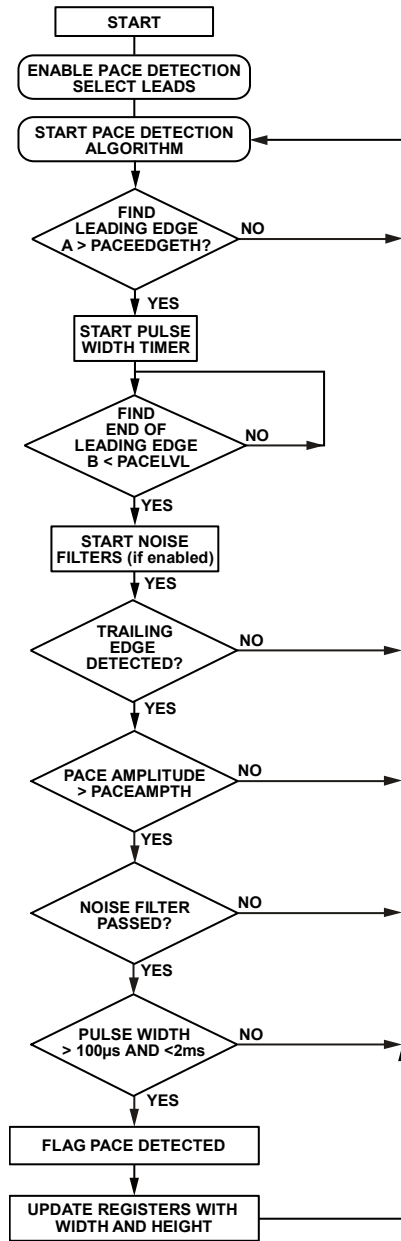 START
ENABLE PACE DETECTION
SELECT LEADS
START PACE DETECTION
ALGORITHM
FIND
LEADING EDGE
A > PACEEDGETH?
NO
YES
START PULSE
WIDTH TIMER
FIND
END OF
LEADING EDGE
B < PACELVL
NO
YES
START NOISE
FILTERS (if enabled)
YES
TRAILING
EDGE
DETECTED?
NO
YES
PACE AMPLITUDE
> PACEAMPTH
NO
YES
NOISE FILTER
PASSED?
NO
YES
PULSE WIDTH
> 100µs AND <2ms
NO
YES
FLAG PACE DETECTED
UPDATE REGISTERS WITH
WIDTH AND HEIGHT